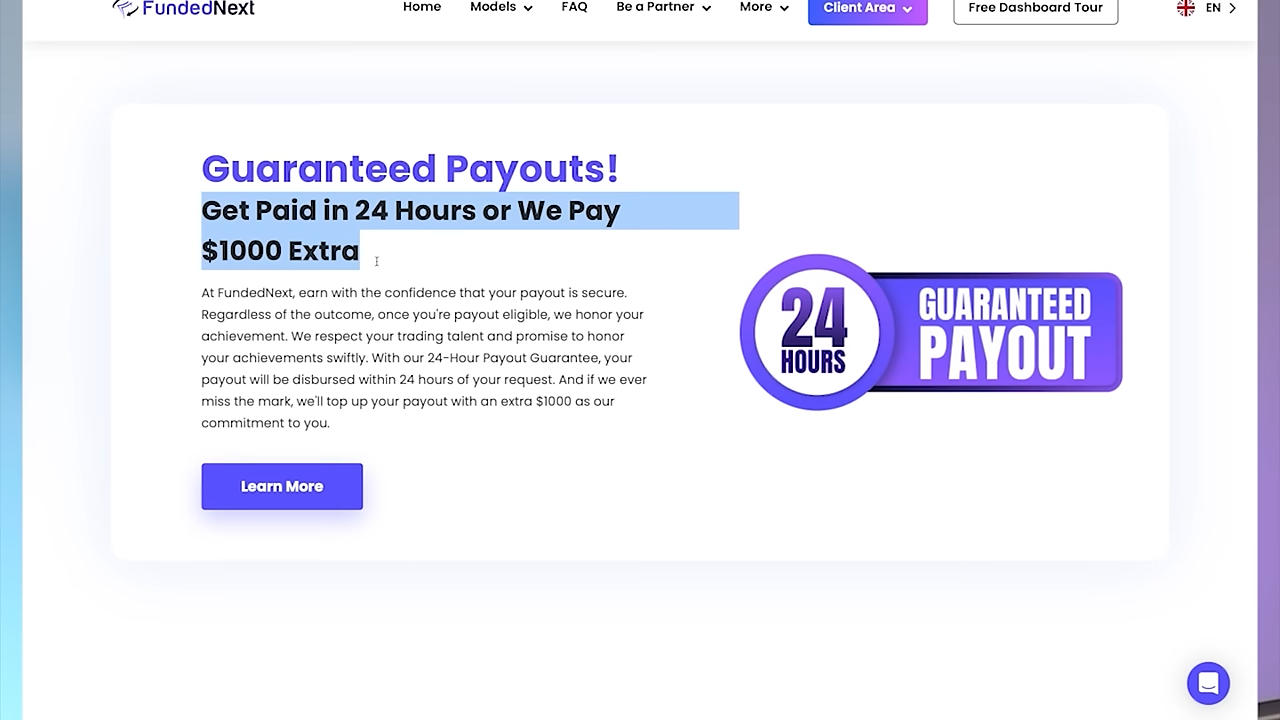 FundedNext
Home
Models
FAQ
Be a Partner
More
Client Area
Free Dashboard Tour
EN
Guaranteed Payouts!
Get Paid in 24 Hours or We Pay
$1000 Extra
At FundedNext, earn with the confidence that your payout is secure.
Regardless of the outcome, once you're payout eligible, we honor your
achievement. We respect your trading talent and promise to honor
your achievements swiftly. With our 24-Hour Payout Guarantee, your
payout will be disbursed within 24 hours of your request. And if we ever
miss the mark, we'll top up your payout with an extra $1000 as our
commitment to you.
Learn More
24
HOURS
GUARANTEED
PAYOUT